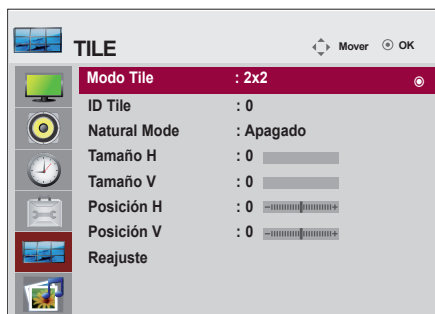 TILE Mover OK
Modo Tile : 2x2
ID Tile : 0
Natural Mode : Apagado
Tamaño H : 0
Tamaño V : 0
Posición H : 0 - +
Posición V : 0 - +
Reajuste